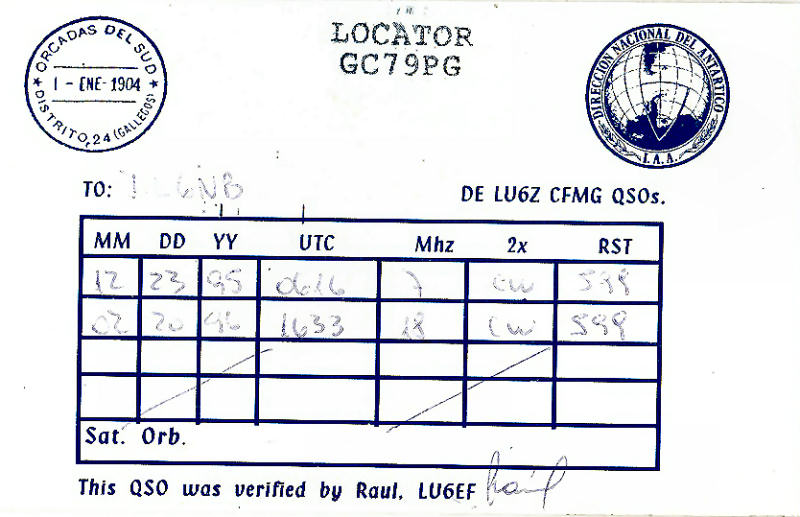 ORCADAS DEL SUD
1 - ENE - 1904
DISTRITO, 24 (GALLEGOS)
LOCATOR
GC79PG
DIRECCION NACIONAL DEL ANTARTICO
I.A.A.
TO:
DE LU6Z CFMG QSOs.
MM DD YY UTC Mhz 2x RST
12 23 95 0616 7 CW 599
02 20 96 1633 18 CW 599
Sat. Orb.
This QSO was verified by Raul, LU6EF